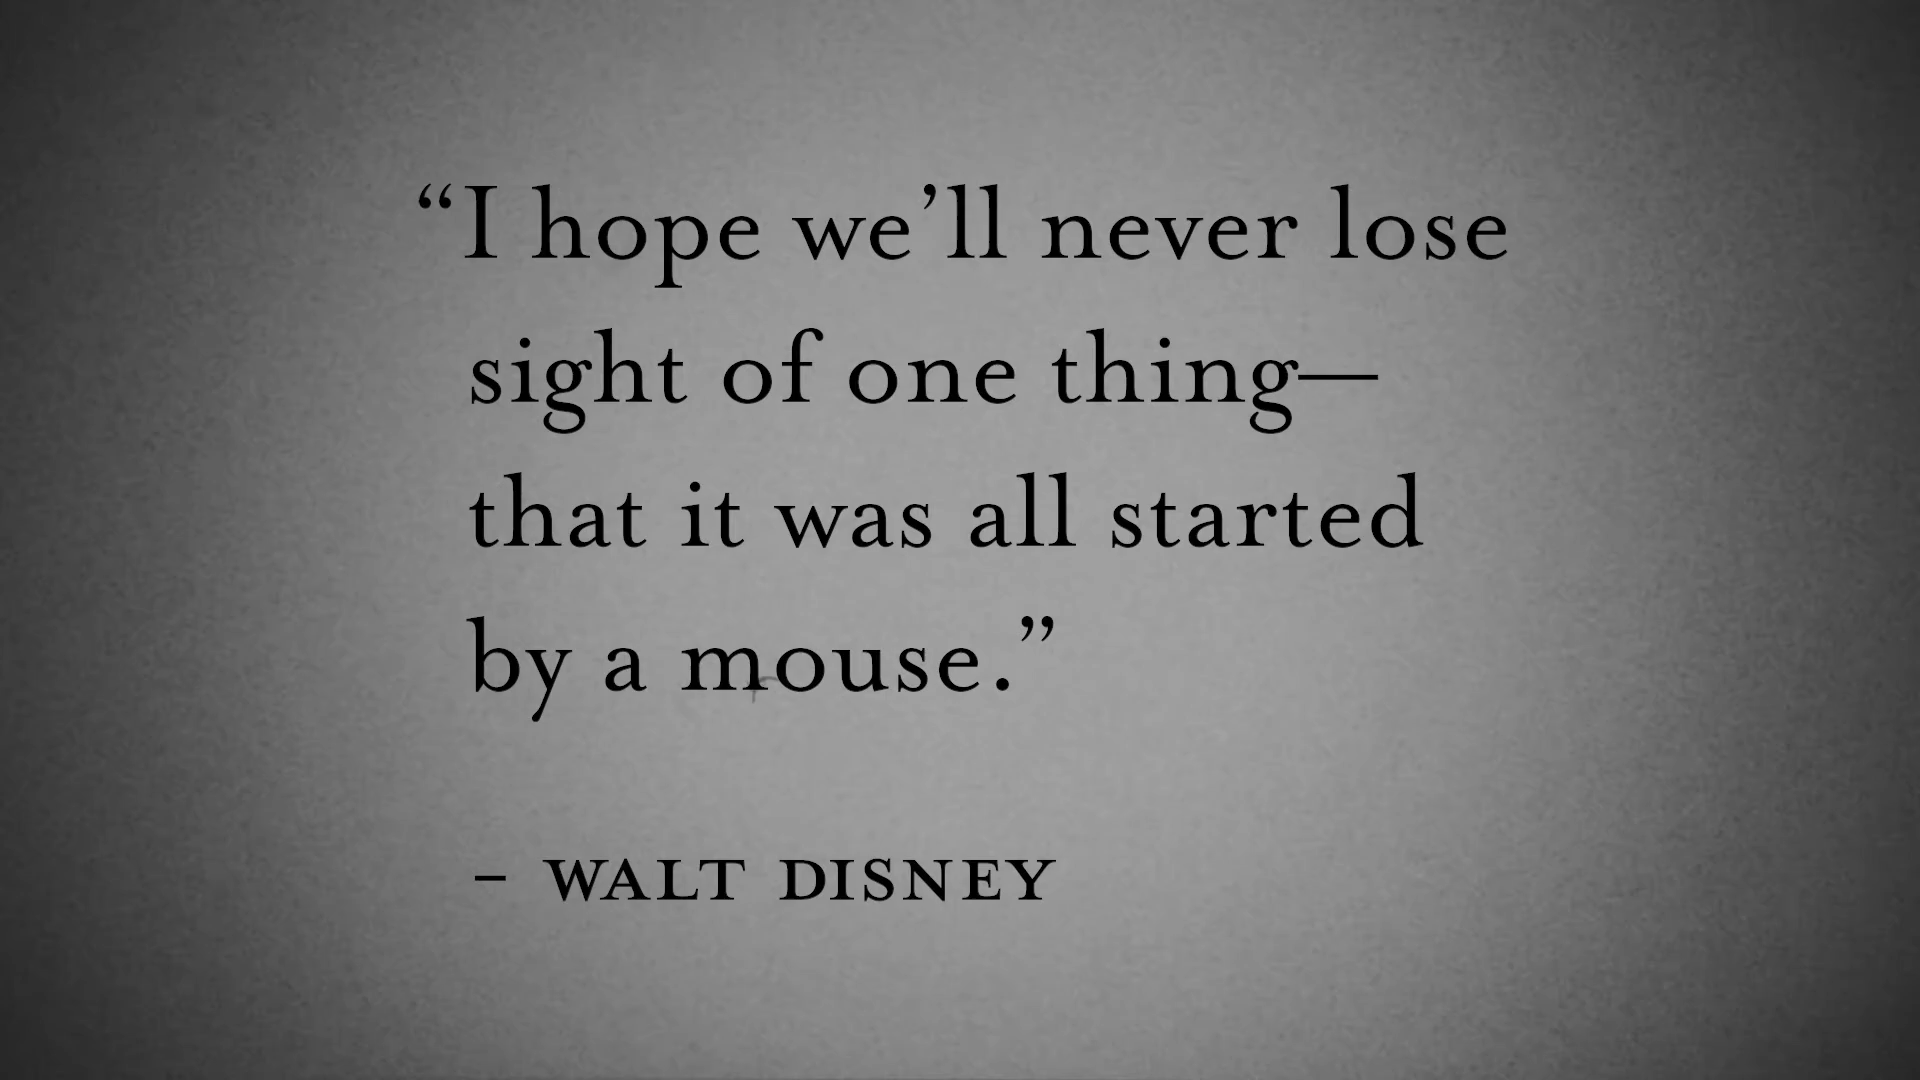 “I hope we’ll never lose
sight of one thing—
that it was all started
by a mouse.”
– WALT DISNEY